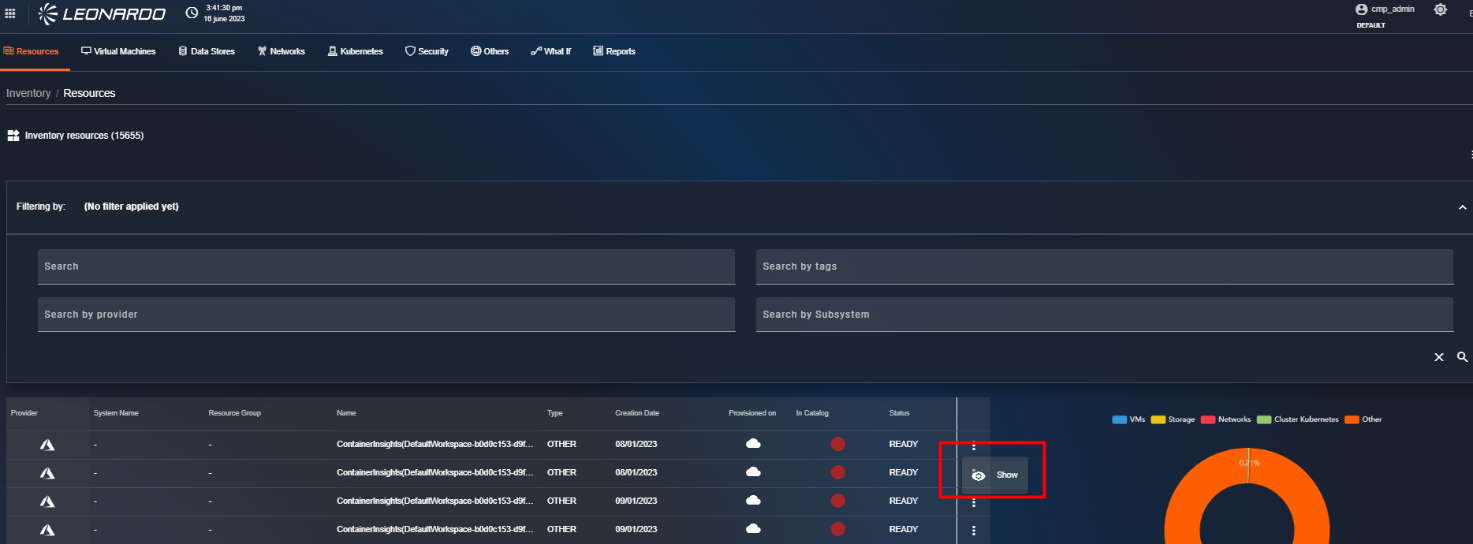 LEONARDO
3:41:30 pm
16 june 2023
cmp_admin
DEFAULT
Resources Virtual Machines Data Stores Networks Kubernetes Security Others What If Reports
Inventory / Resources
Inventory resources (15655)
Filtering by: (No filter applied yet)
Search Search by tags
Search by provider Search by Subsystem
Provider System Name Resource Group Name Type Creation Date Provisioned on In Catalog Status
VMs Storage Networks Cluster Kubernetes Other
- - ContainerInsights(DefaultWorkspace-b0d0c153-d9f... OTHER 08/01/2023 READY
- - ContainerInsights(DefaultWorkspace-b0d0c153-d9f... OTHER 08/01/2023 READY
Show
0.21%
- - ContainerInsights(DefaultWorkspace-b0d0c153-d9f... OTHER 09/01/2023 READY
- - ContainerInsights(DefaultWorkspace-b0d0c153-d9f... OTHER 09/01/2023 READY